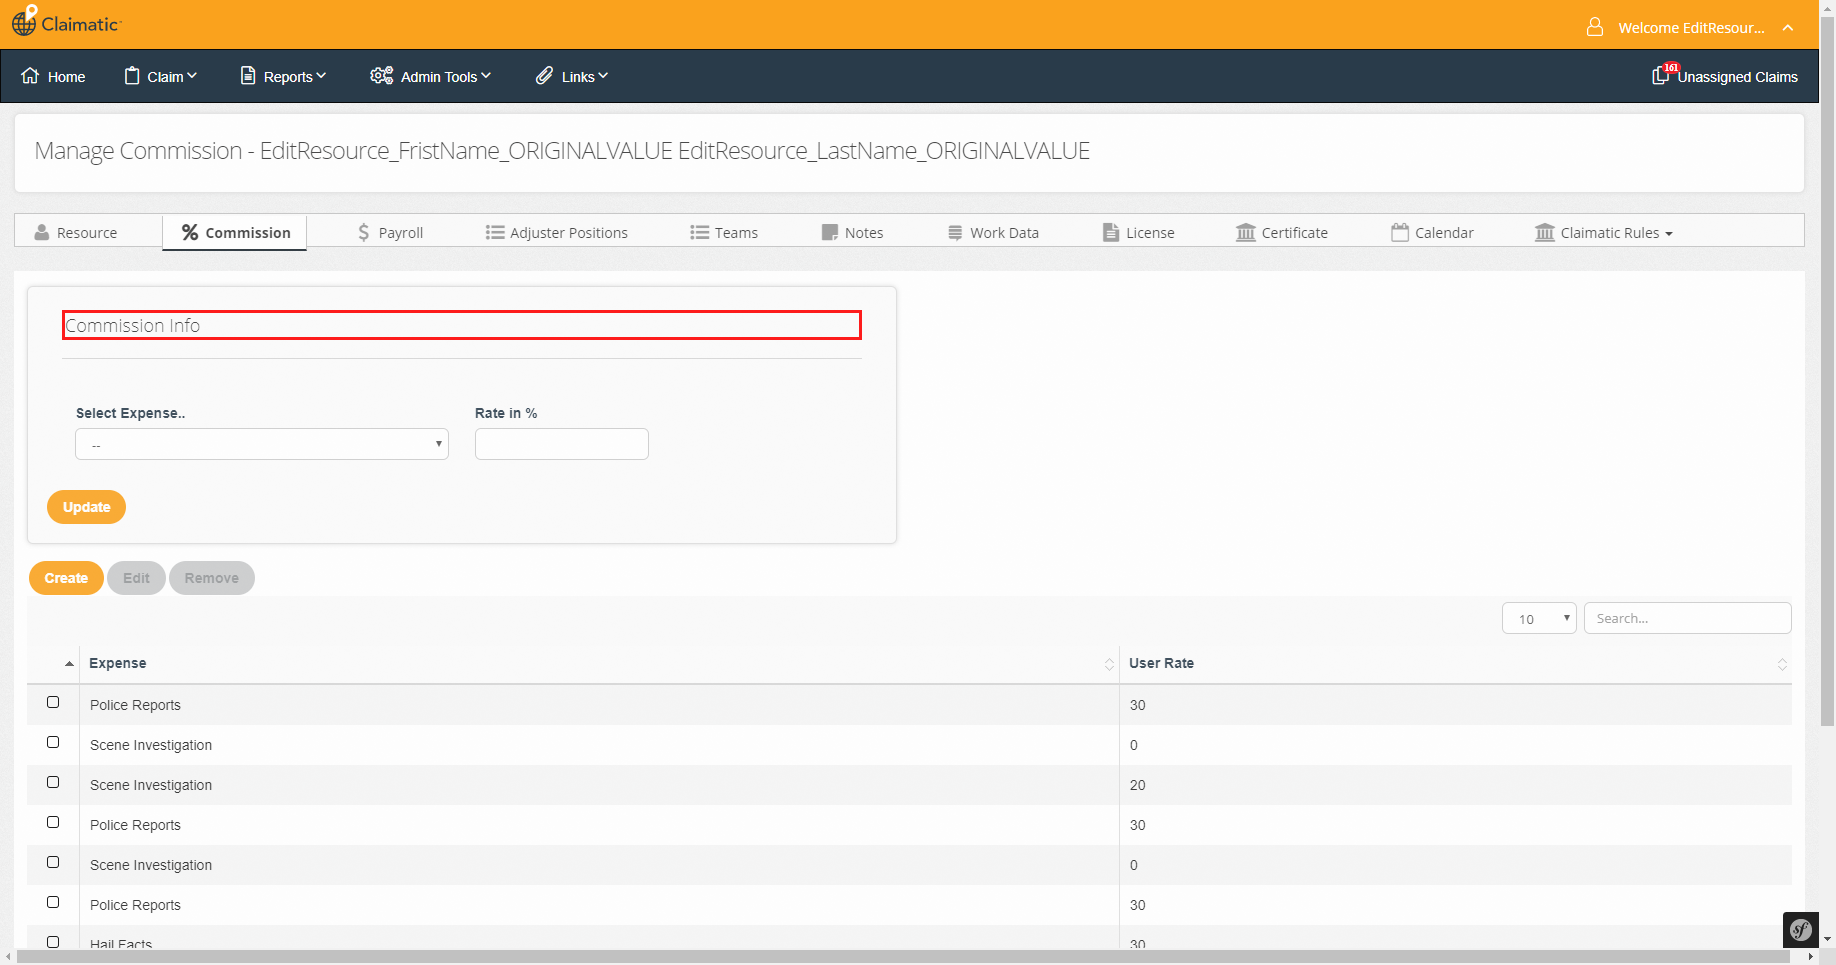 Claimatic
Welcome EditResour...
Home
Claim
Reports
Admin Tools
Links
161
Unassigned Claims
Manage Commission - EditResource_FristName_ORIGINALVALUE EditResource_LastName_ORIGINALVALUE
Resource
% Commission
$ Payroll
Adjuster Positions
Teams
Notes
Work Data
License
Certificate
Calendar
Claimatic Rules
Commission Info
Select Expense..
Rate in %
--
Update
Create
Edit
Remove
10
Search...
Expense
User Rate
Police Reports
30
Scene Investigation
0
Scene Investigation
20
Police Reports
30
Scene Investigation
0
Police Reports
30
Hail Facts
30
sf